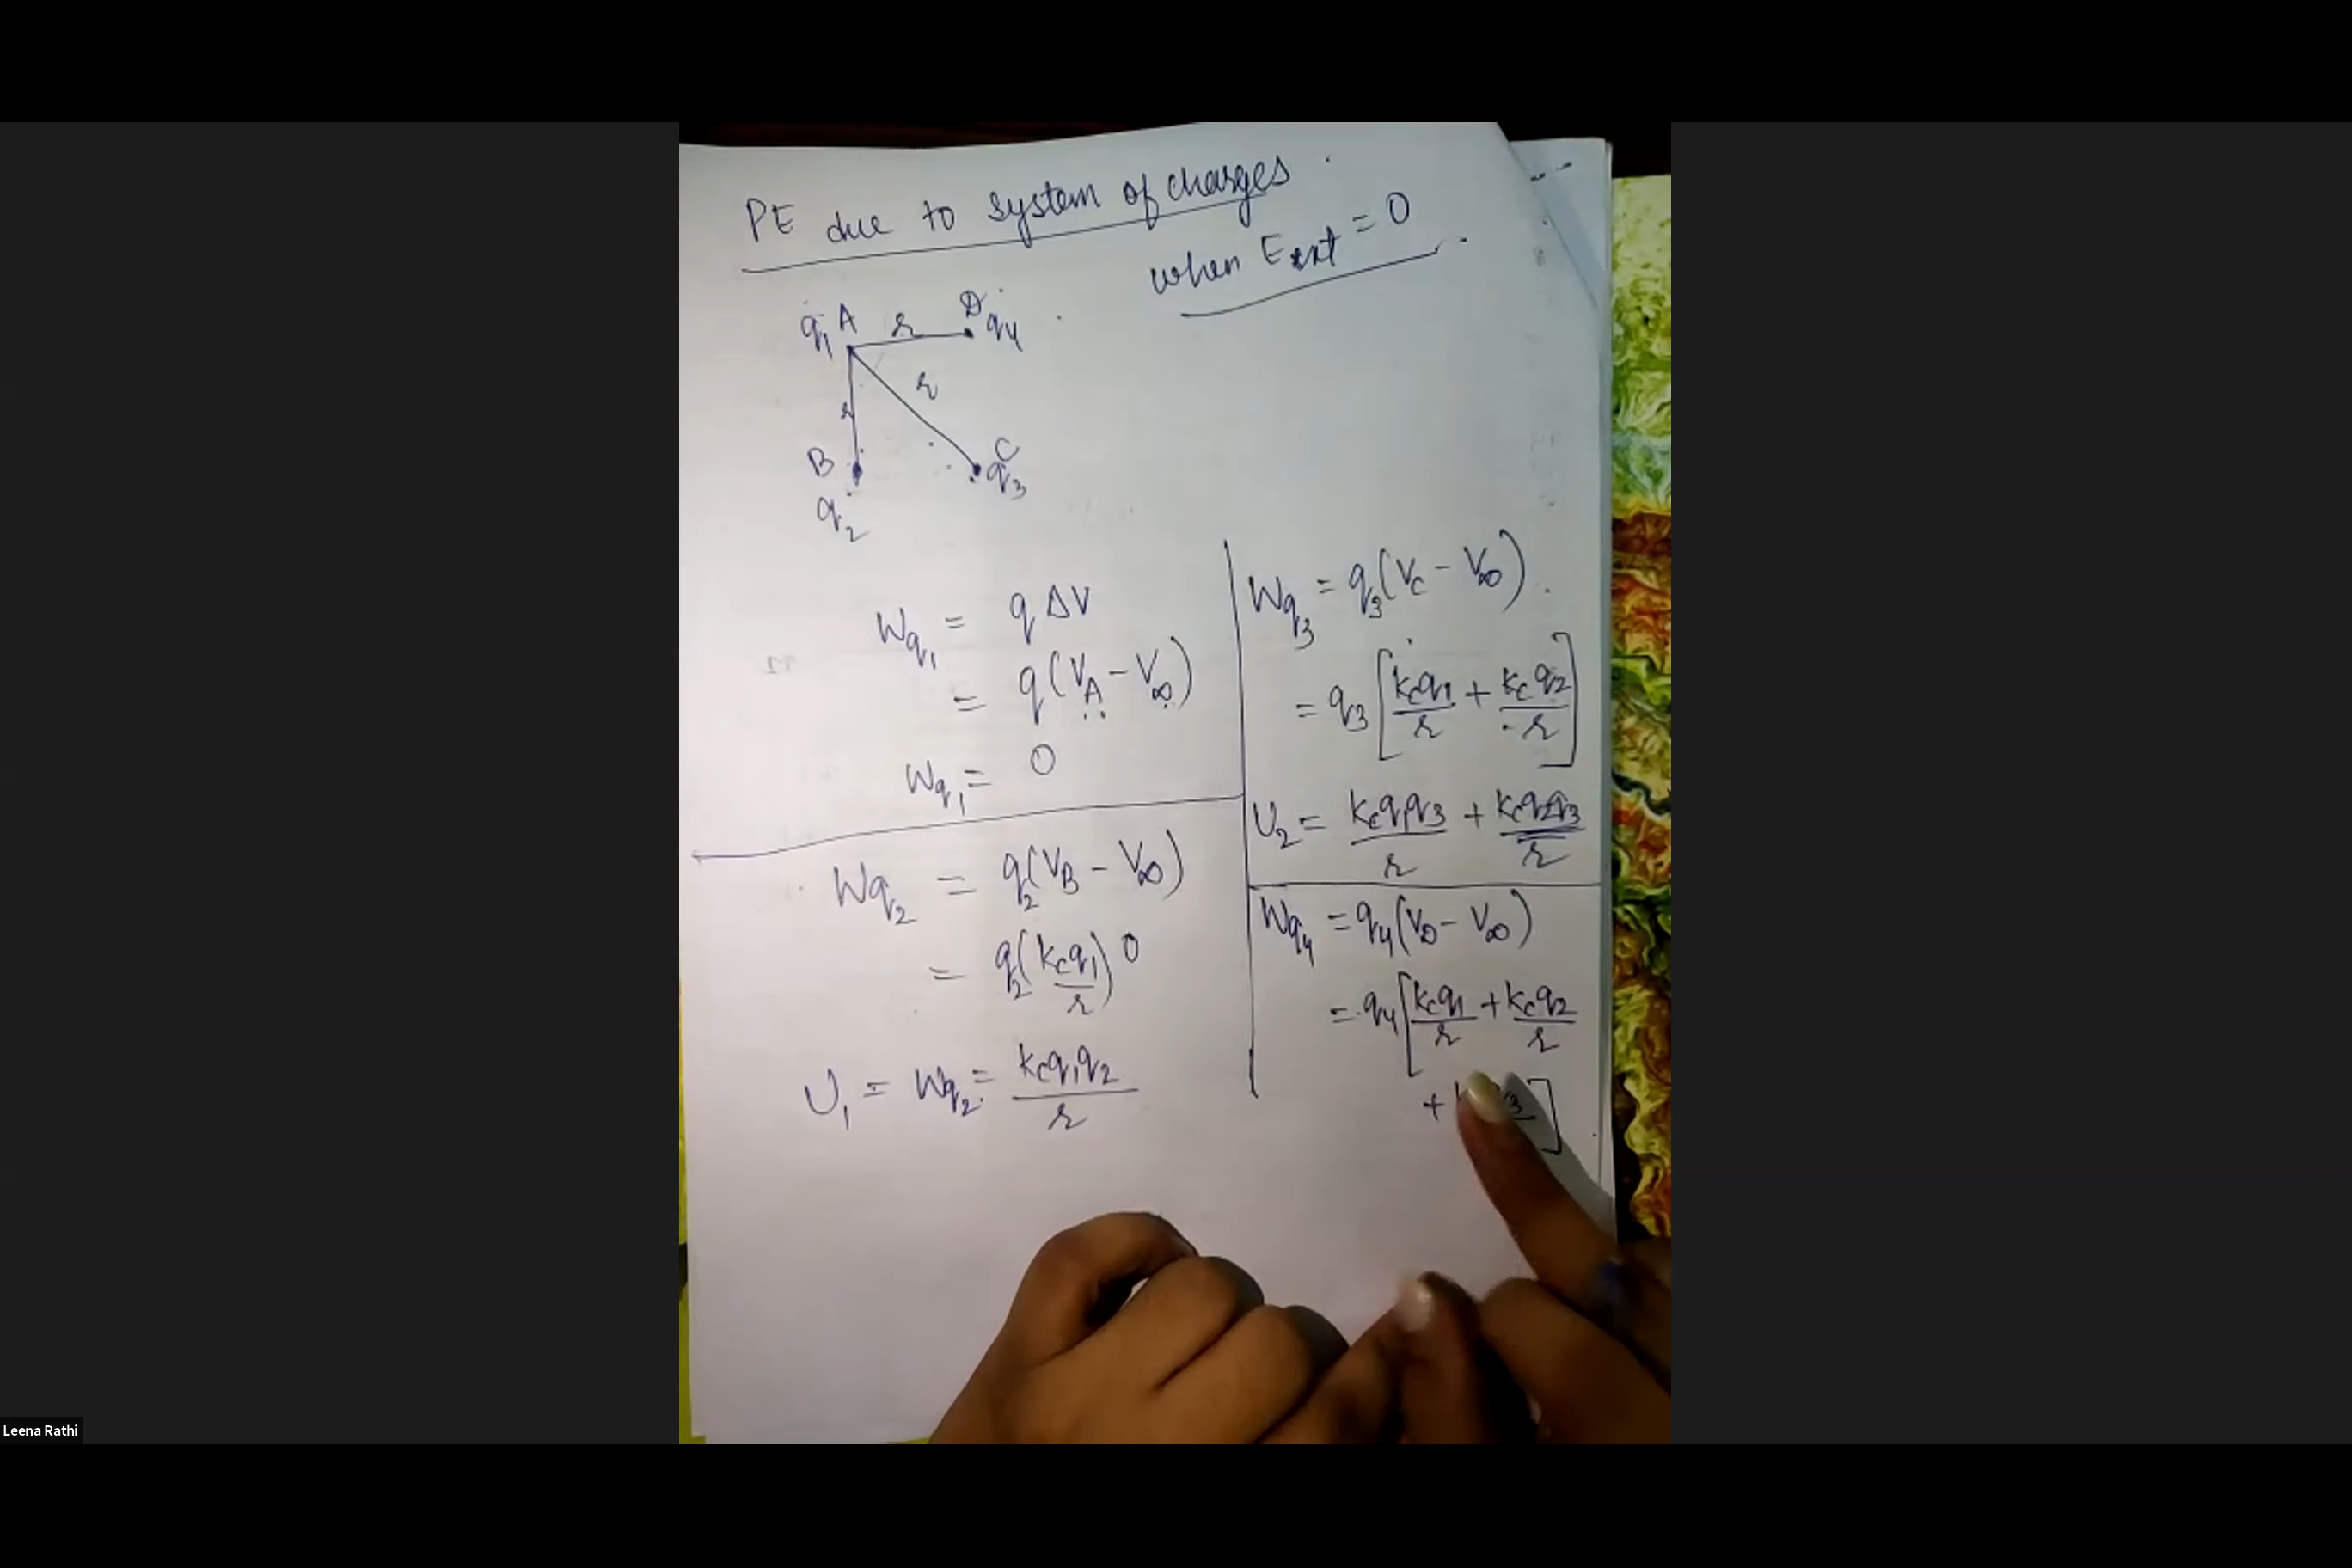 PE due to system of charges
when Eext = 0
q1 A r D q4
r
r
B
C
q3
q2
Wq1 = q ΔV
= q(VA - V∞)
Wq1 = 0
Wq2 = q2(VB - V∞)
= q2(kcq1/r) 0
U1 = Wq2 = kcq1q2/r
Wq3 = q3(Vc - V∞)
= q3[kcq1/r + kcq2/r]
U2 = kcq1q3/r + kcq2q3/r
Wq4 = q4(VD - V∞)
= q4[kcq1/r + kcq2/r
+ ]
Leena Rathi